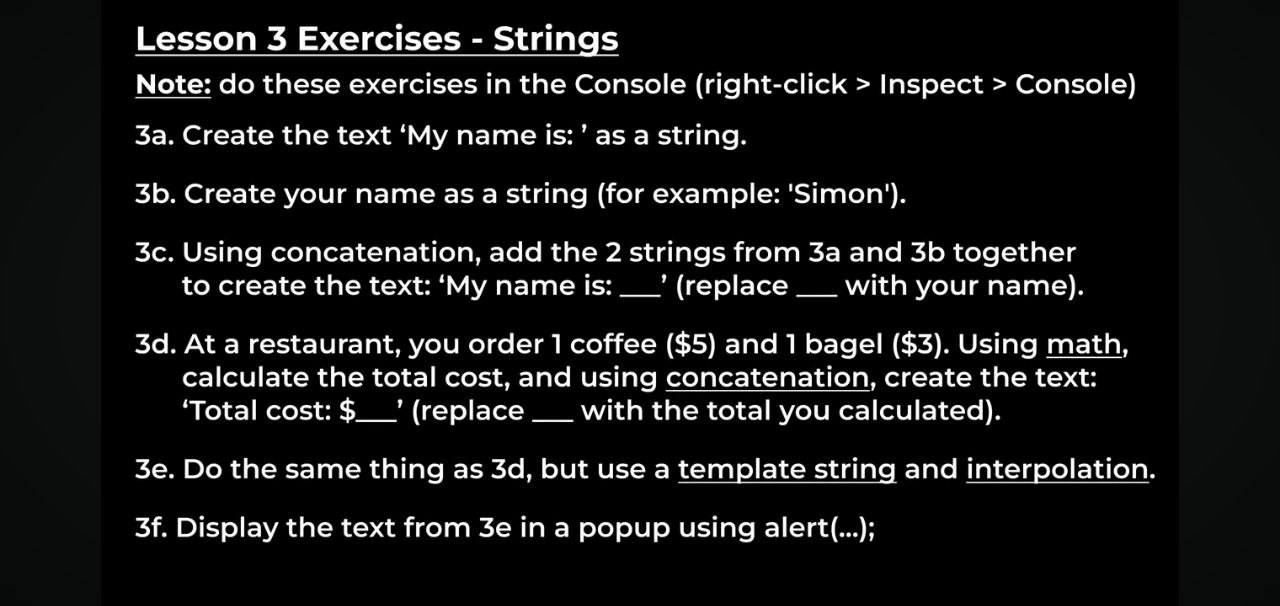 Lesson 3 Exercises - Strings
Note: do these exercises in the Console (right-click > Inspect > Console)
3a. Create the text ‘My name is: ’ as a string.
3b. Create your name as a string (for example: 'Simon').
3c. Using concatenation, add the 2 strings from 3a and 3b together
to create the text: ‘My name is: ___’ (replace ___ with your name).
3d. At a restaurant, you order 1 coffee ($5) and 1 bagel ($3). Using math,
calculate the total cost, and using concatenation, create the text:
‘Total cost: $___’ (replace ___ with the total you calculated).
3e. Do the same thing as 3d, but use a template string and interpolation.
3f. Display the text from 3e in a popup using alert(...);